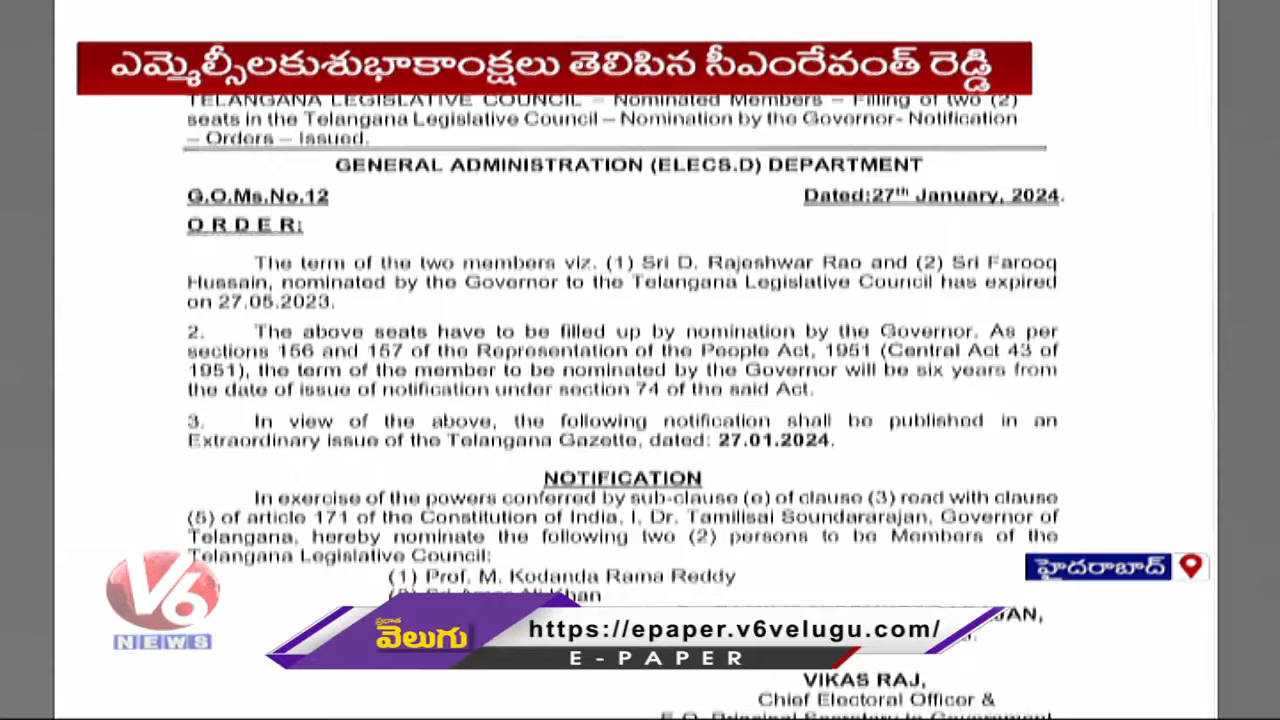 ఎమ్మెల్సీలకుశుభాకాంక్షలు తెలిపిన సీఎంరేవంత్ రెడ్డి
TELANGANA LEGISLATIVE COUNCIL – Nominated Members – Filling of two (2)
seats in the Telangana Legislative Council – Nomination by the Governor- Notification
– Orders – Issued.
GENERAL ADMINISTRATION (ELECS.D) DEPARTMENT
G.O.Ms.No.12
Dated:27th January, 2024.
O R D E R:
The term of the two members viz. (1) Sri D. Rajeshwar Rao and (2) Sri Farooq
Hussain, nominated by the Governor to the Telangana Legislative Council has expired
on 27.05.2023.
2. The above seats have to be filled up by nomination by the Governor. As per
sections 156 and 157 of the Representation of the People Act, 1951 (Central Act 43 of
1951), the term of the member to be nominated by the Governor will be six years from
the date of issue of notification under section 74 of the said Act.
3. In view of the above, the following notification shall be published in an
Extraordinary issue of the Telangana Gazette, dated: 27.01.2024.
NOTIFICATION
In exercise of the powers conferred by sub-clause (e) of clause (3) read with clause
(5) of article 171 of the Constitution of India, I, Dr. Tamilisai Soundararajan, Governor of
Telangana, hereby nominate the following two (2) persons to be Members of the
Telangana Legislative Council:
హైదరాబాద్
(1) Prof. M. Kodanda Rama Reddy
(2) Sri Amer Ali Khan
V6
NEWS
ప్రభాత
వెలుగు
https://epaper.v6velugu.com/
E-PAPER
VIKAS RAJ,
Chief Electoral Officer &